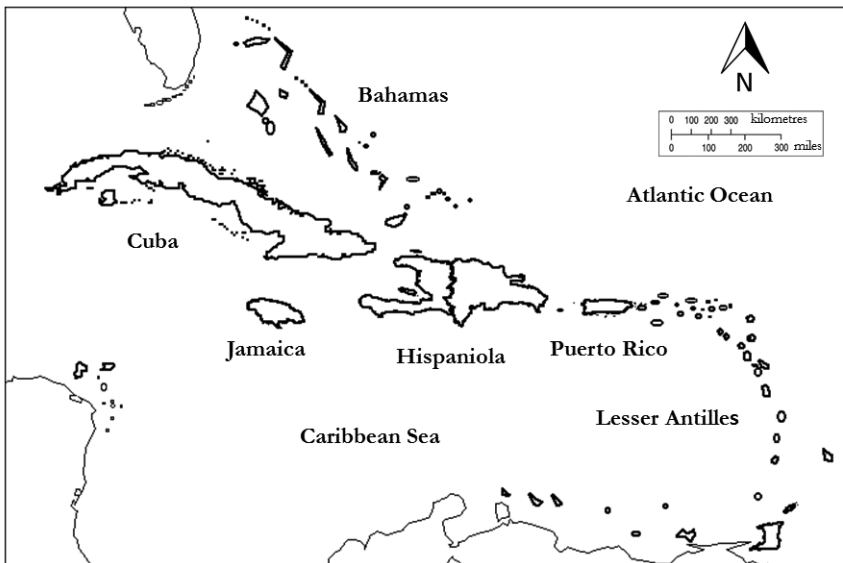 N
Bahamas
0 100 200 300 kilometres
0 100 200 300 miles
Atlantic Ocean
Cuba
Jamaica
Hispaniola
Puerto Rico
Lesser Antilles
Caribbean Sea